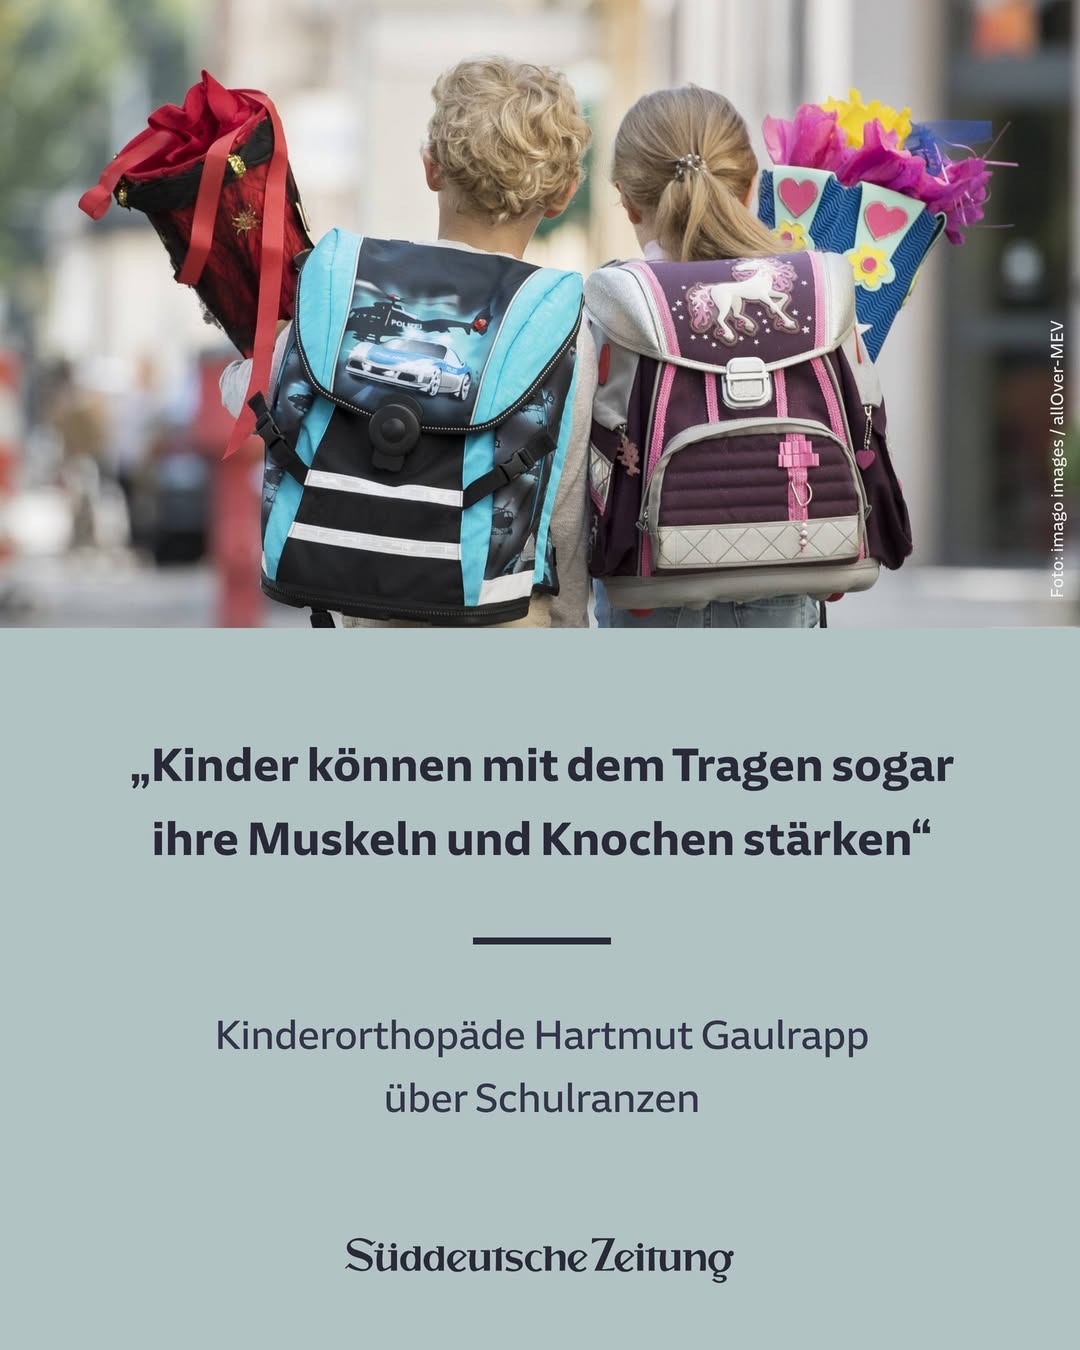 POLIZEI
Foto: imago images / allOver-MEV
„Kinder können mit dem Tragen sogar
ihre Muskeln und Knochen stärken“
Kinderorthopäde Hartmut Gaulrapp
über Schulranzen
Süddeutsche Zeitung